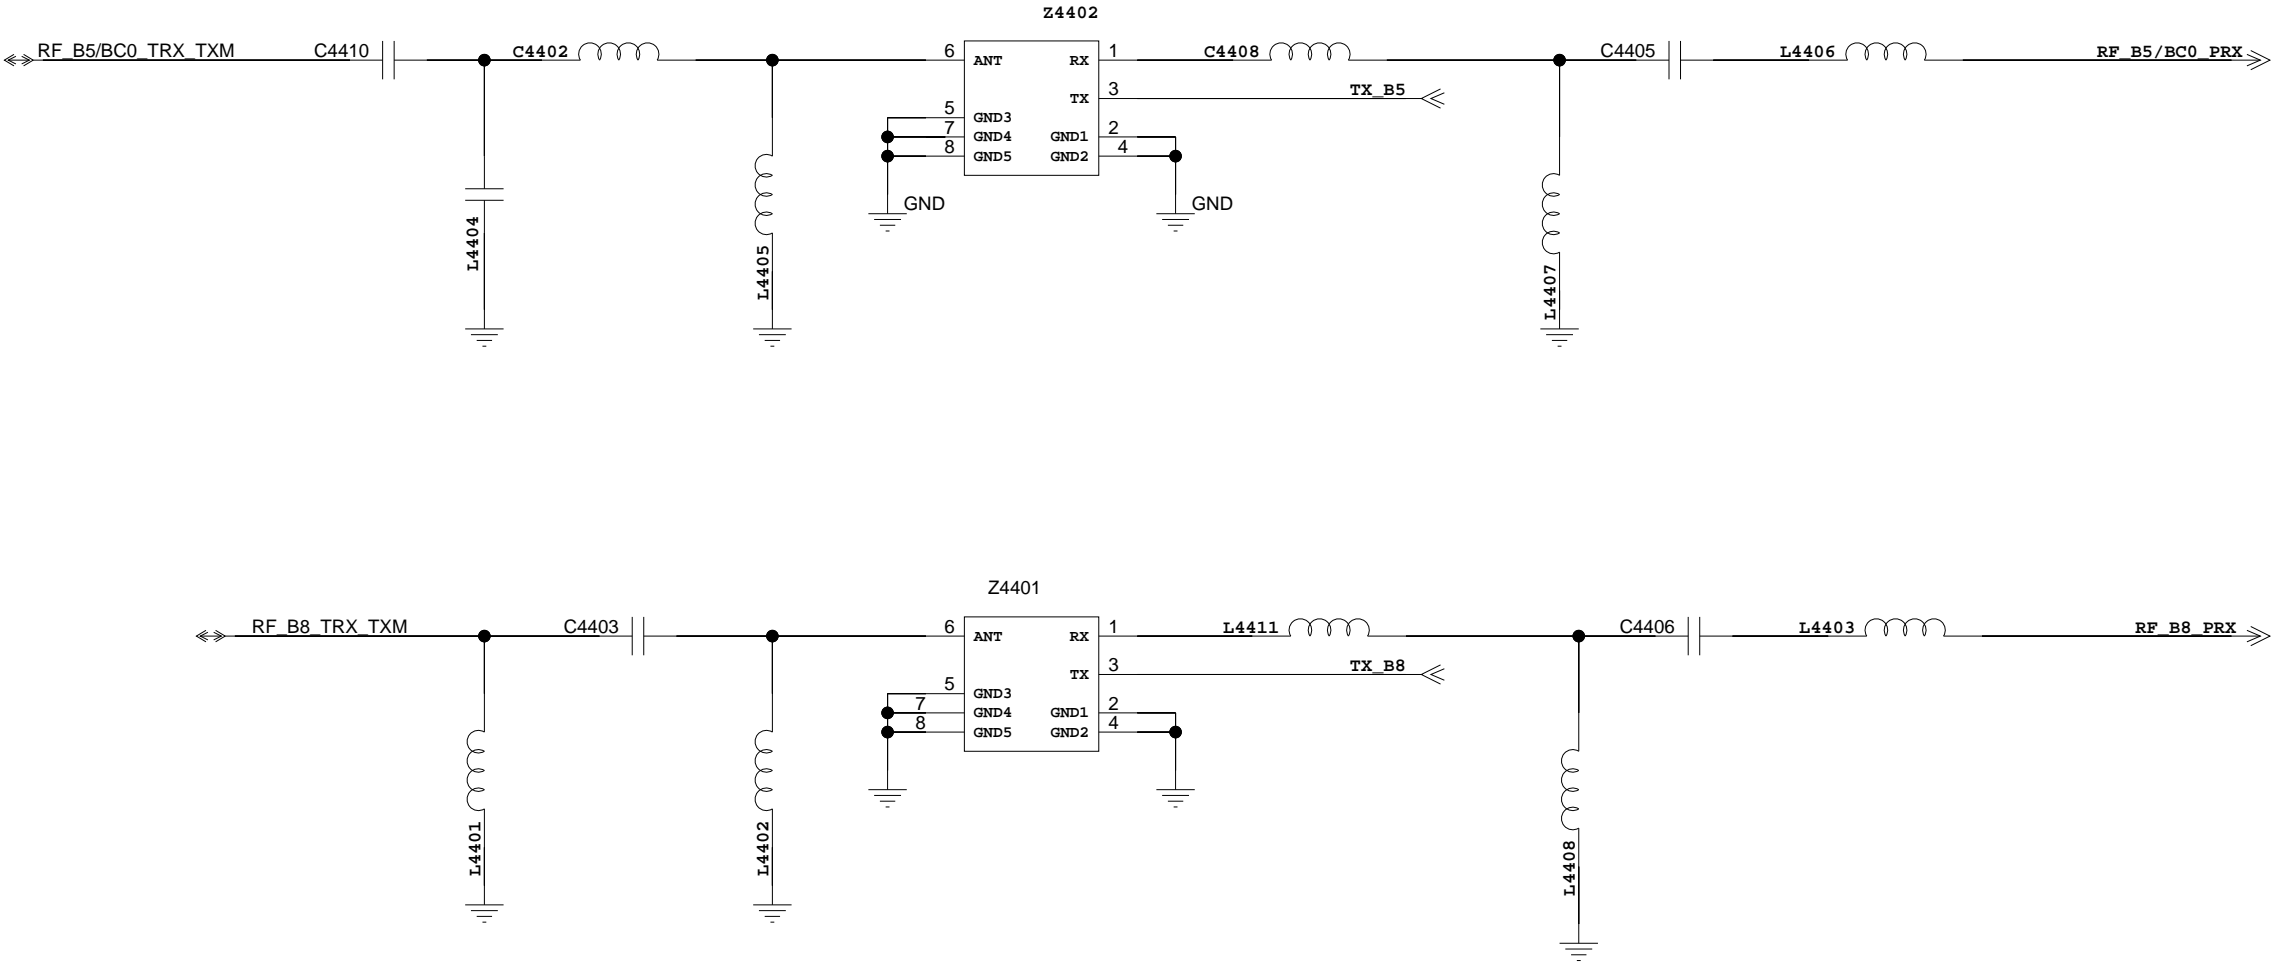 Z4402
RF_B5/BC0_TRX_TXM C4410 C4402 6 ANT RX 1 C4408 C4405 L4406 RF_B5/BC0_PRX
TX 3 TX_B5
5 GND3
7 GND4 GND1 2
8 GND5 GND2 4
GND GND
L4404 L4405 L4407
Z4401
RF_B8_TRX_TXM C4403 6 ANT RX 1 L4411 C4406 L4403 RF_B8_PRX
TX 3 TX_B8
5 GND3
7 GND4 GND1 2
8 GND5 GND2 4
L4401 L4402 L4408